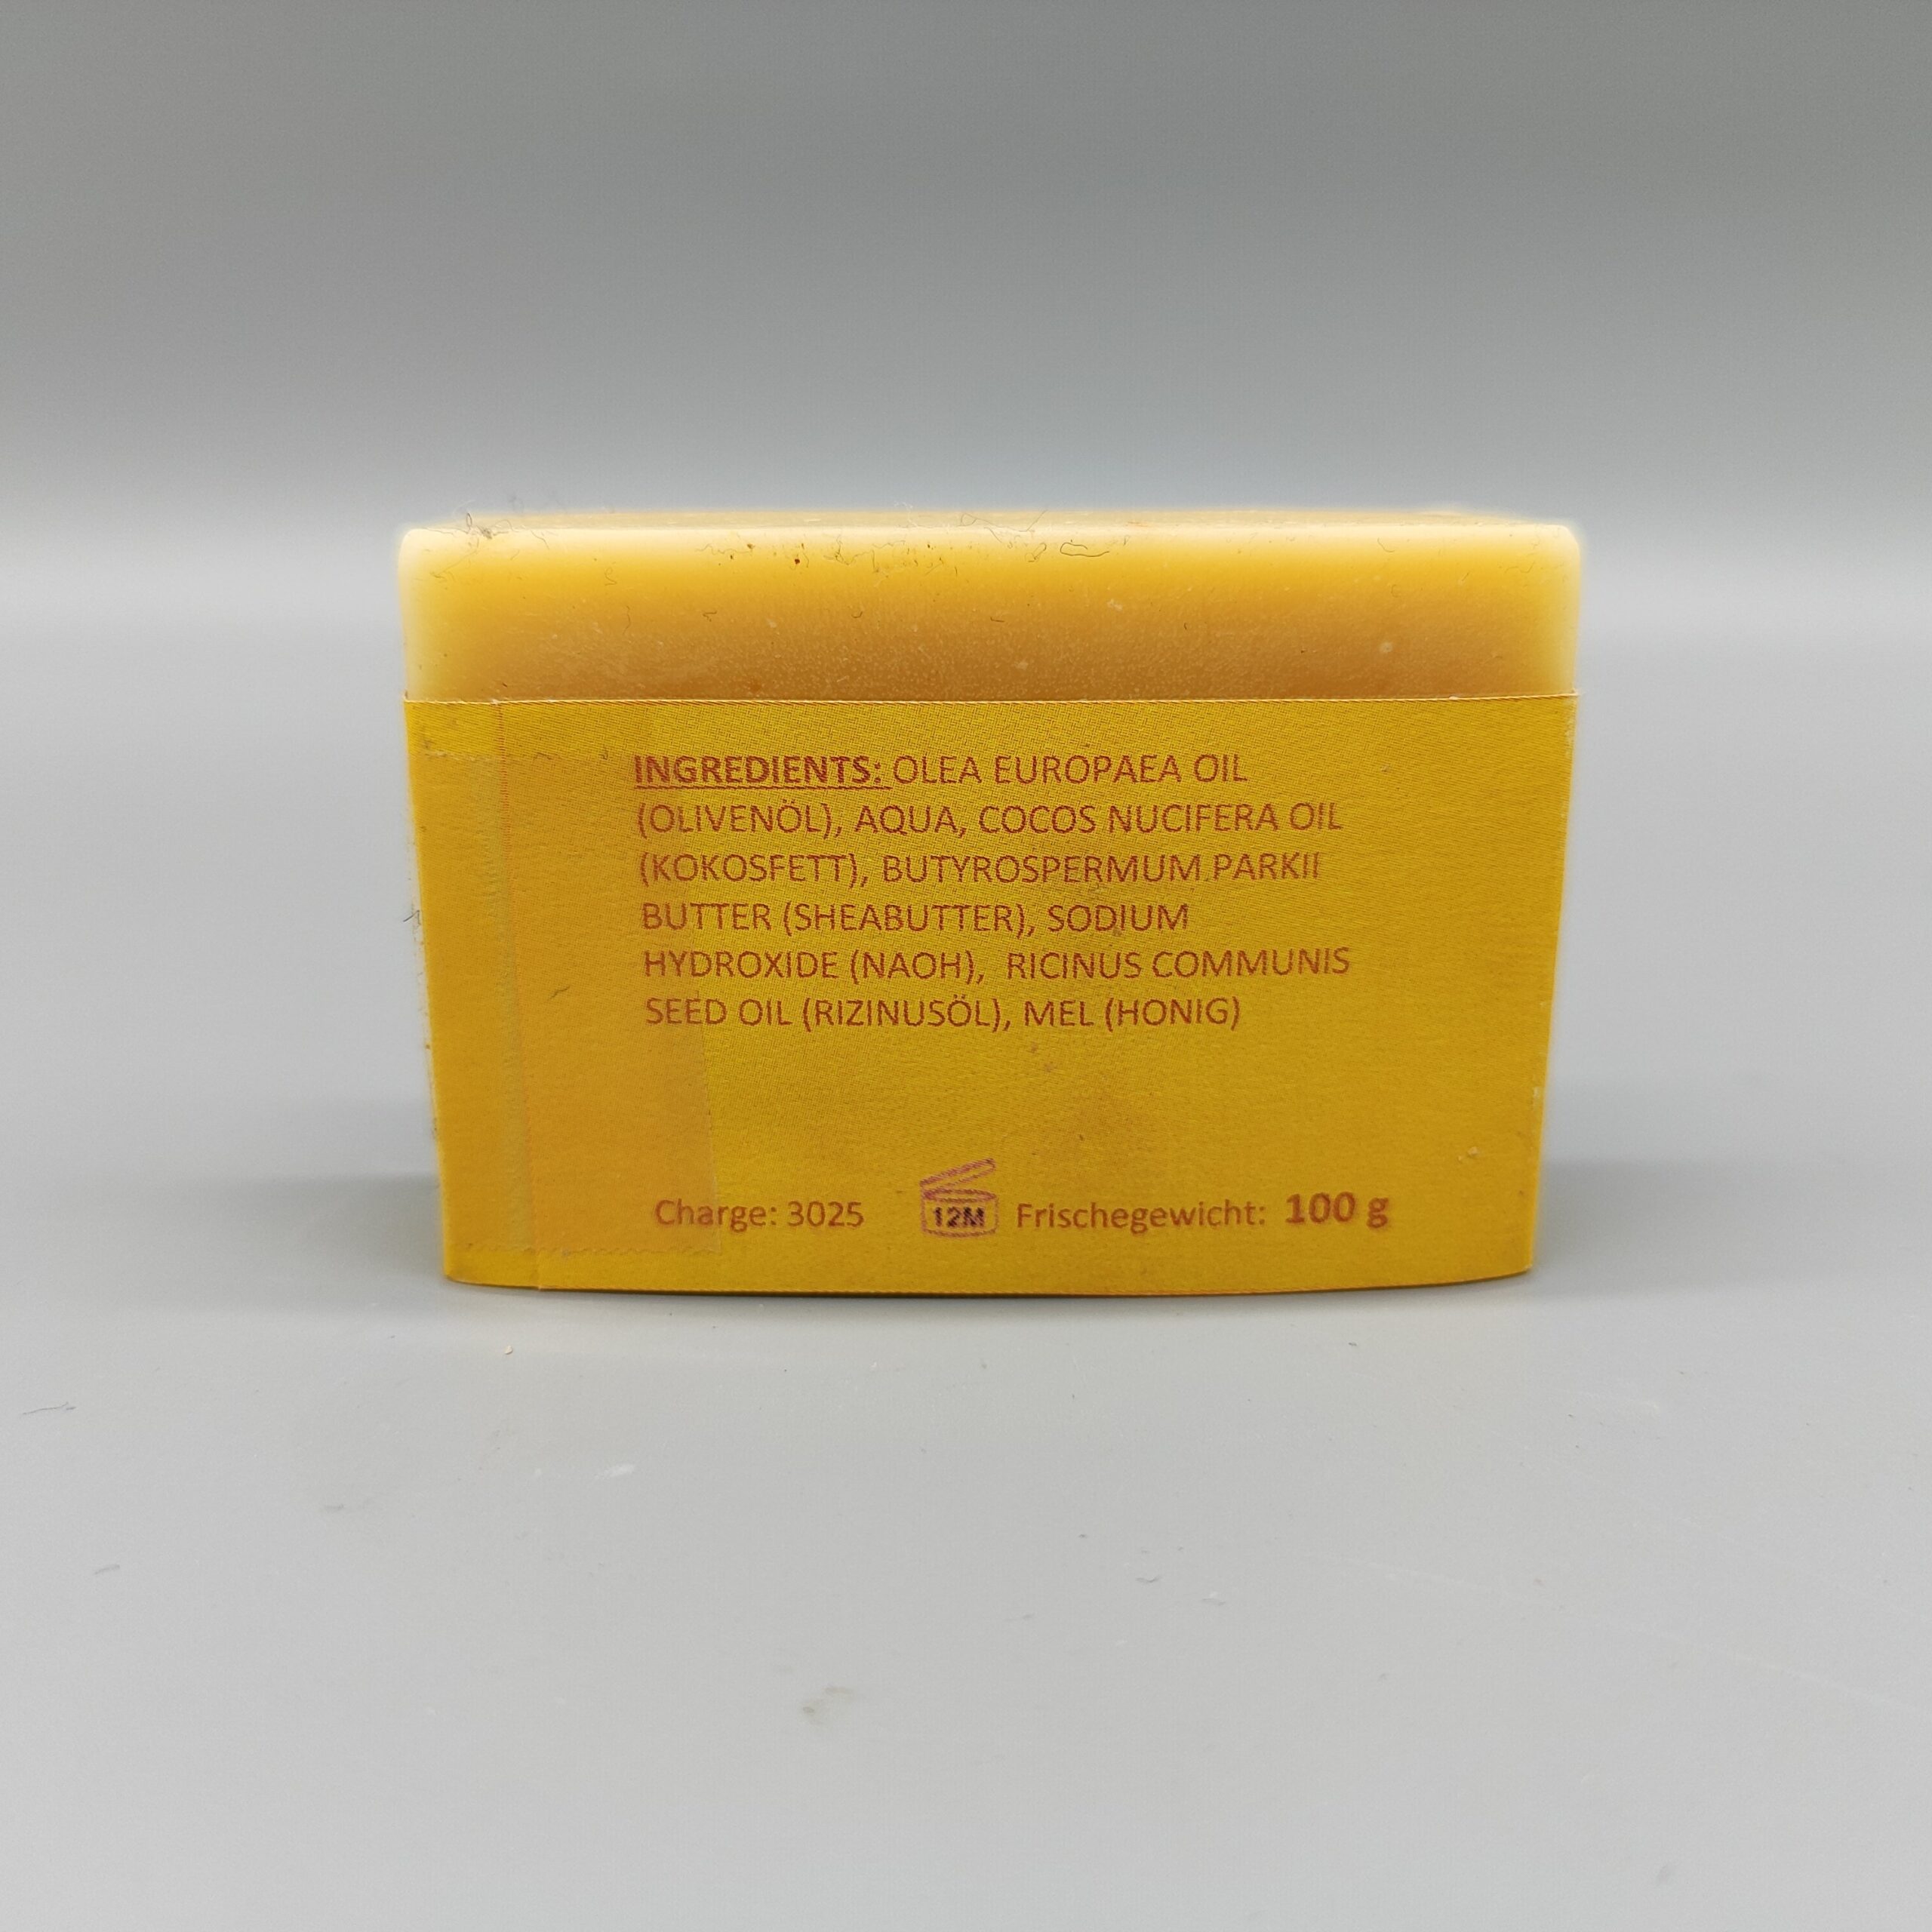 INGREDIENTS: OLEA EUROPAEA OIL
(OLIVENÖL), AQUA, COCOS NUCIFERA OIL
(KOKOSFETT), BUTYROSPERMUM PARKII
BUTTER (SHEABUTTER), SODIUM
HYDROXIDE (NAOH), RICINUS COMMUNIS
SEED OIL (RIZINUSÖL), MEL (HONIG)
Charge: 3025 12M Frischegewicht: 100 g